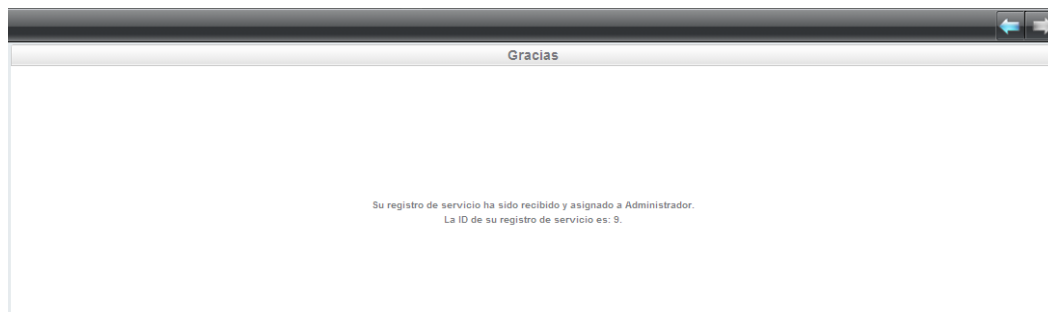 Gracias
Su registro de servicio ha sido recibido y asignado a Administrador.
La ID de su registro de servicio es: 9.